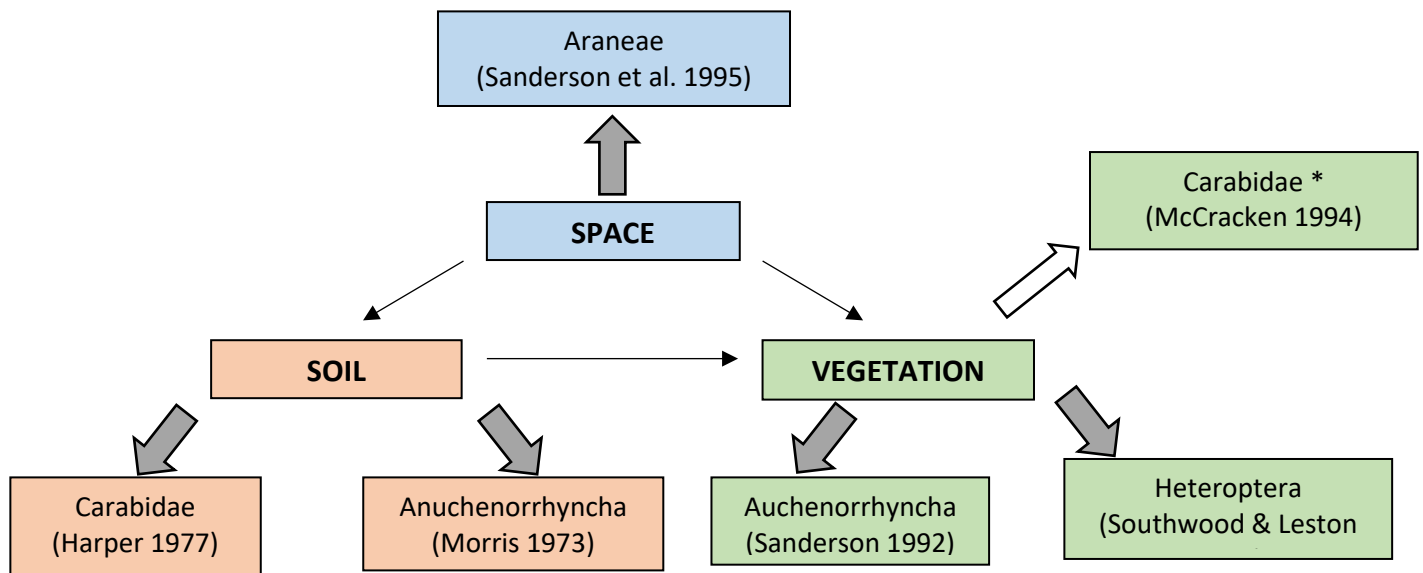 Araneae
(Sanderson et al. 1995)
Carabidae *
(McCracken 1994)
SPACE
SOIL
VEGETATION
Carabidae
(Harper 1977)
Anuchenorrhyncha
(Morris 1973)
Auchenorrhyncha
(Sanderson 1992)
Heteroptera
(Southwood & Leston